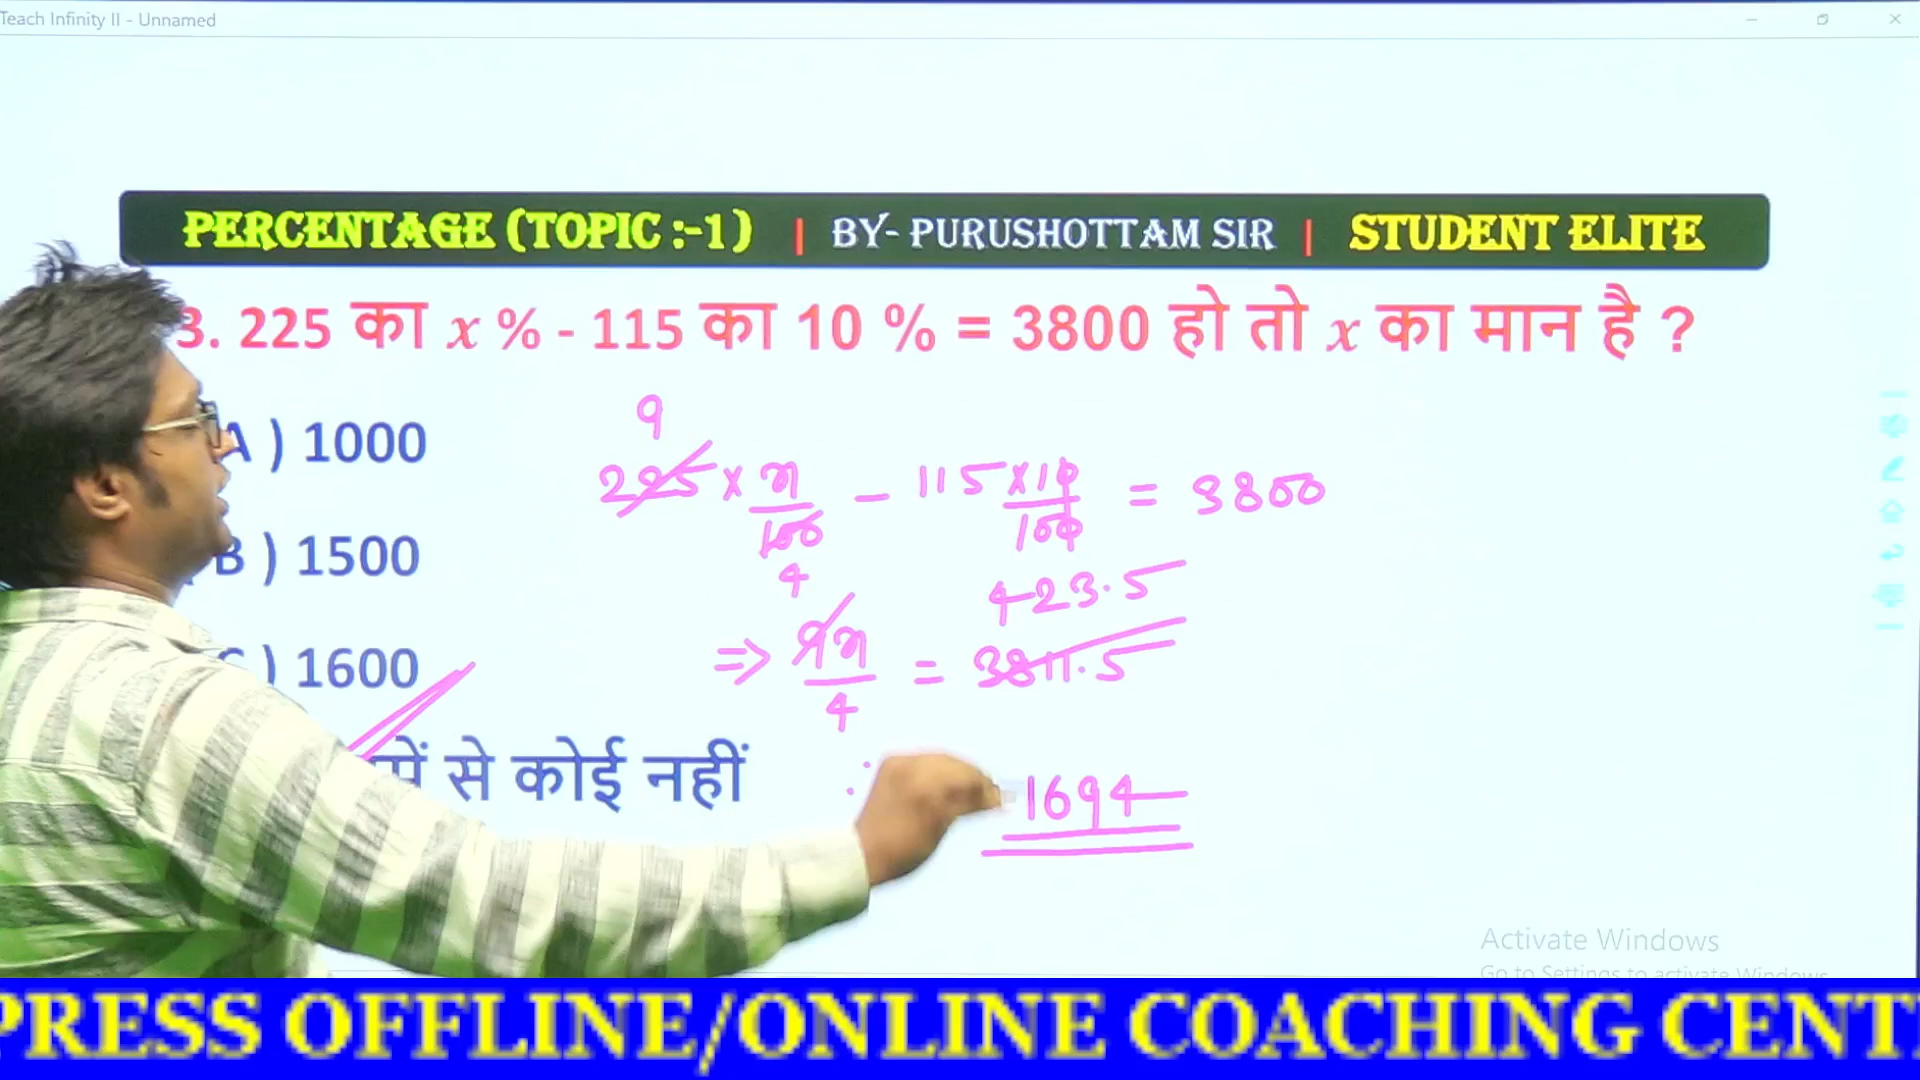 Teach Infinity II - Unnamed
PERCENTAGE (TOPIC :-1) | BY- PURUSHOTTAM SIR | STUDENT ELITE
3. 225 का x % - 115 का 10 % = 3800 हो तो x का मान है ?
A ) 1000
B ) 1500
) 1600
में से कोई नहीं
9
225 × x/100 - 115 × 10/100 = 3800
4
423.5
=> 9x/4 = 3811.5
1694
Activate Windows
Go to Settings to activate Windows.
PRESS OFFLINE/ONLINE COACHING CENT